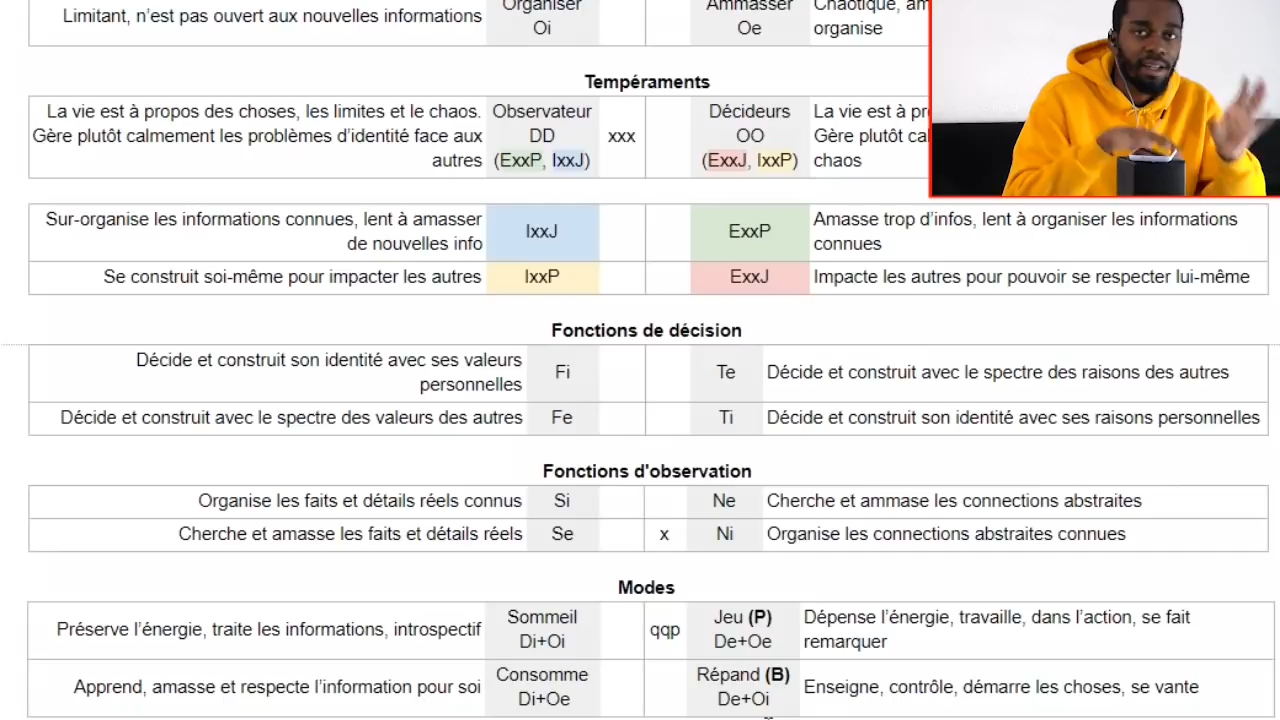 Limitant, n'est pas ouvert aux nouvelles informations
Organiser
Oi
Ammasser
Oe
Chaotique, am
organise
Tempéraments
La vie est à propos des choses, les limites et le chaos.
Gère plutôt calmement les problèmes d'identité face aux
autres
Observateur
DD
(ExxP, IxxJ)
xxx
Décideurs
OO
(ExxJ, IxxP)
La vie est à pr
Gère plutôt cal
chaos
Sur-organise les informations connues, lent à amasser
de nouvelles info
IxxJ
ExxP
Amasse trop d'infos, lent à organiser les informations
connues
Se construit soi-même pour impacter les autres
IxxP
ExxJ
Impacte les autres pour pouvoir se respecter lui-même
Fonctions de décision
Décide et construit son identité avec ses valeurs
personnelles
Fi
Te
Décide et construit avec le spectre des raisons des autres
Décide et construit avec le spectre des valeurs des autres
Fe
Ti
Décide et construit son identité avec ses raisons personnelles
Fonctions d'observation
Organise les faits et détails réels connus
Si
Ne
Cherche et ammase les connections abstraites
Cherche et amasse les faits et détails réels
Se
x
Ni
Organise les connections abstraites connues
Modes
Préserve l'énergie, traite les informations, introspectif
Sommeil
Di+Oi
qqp
Jeu (P)
De+Oe
Dépense l'énergie, travaille, dans l'action, se fait
remarquer
Apprend, amasse et respecte l'information pour soi
Consomme
Di+Oe
Répand (B)
De+Oi
Enseigne, contrôle, démarre les choses, se vante